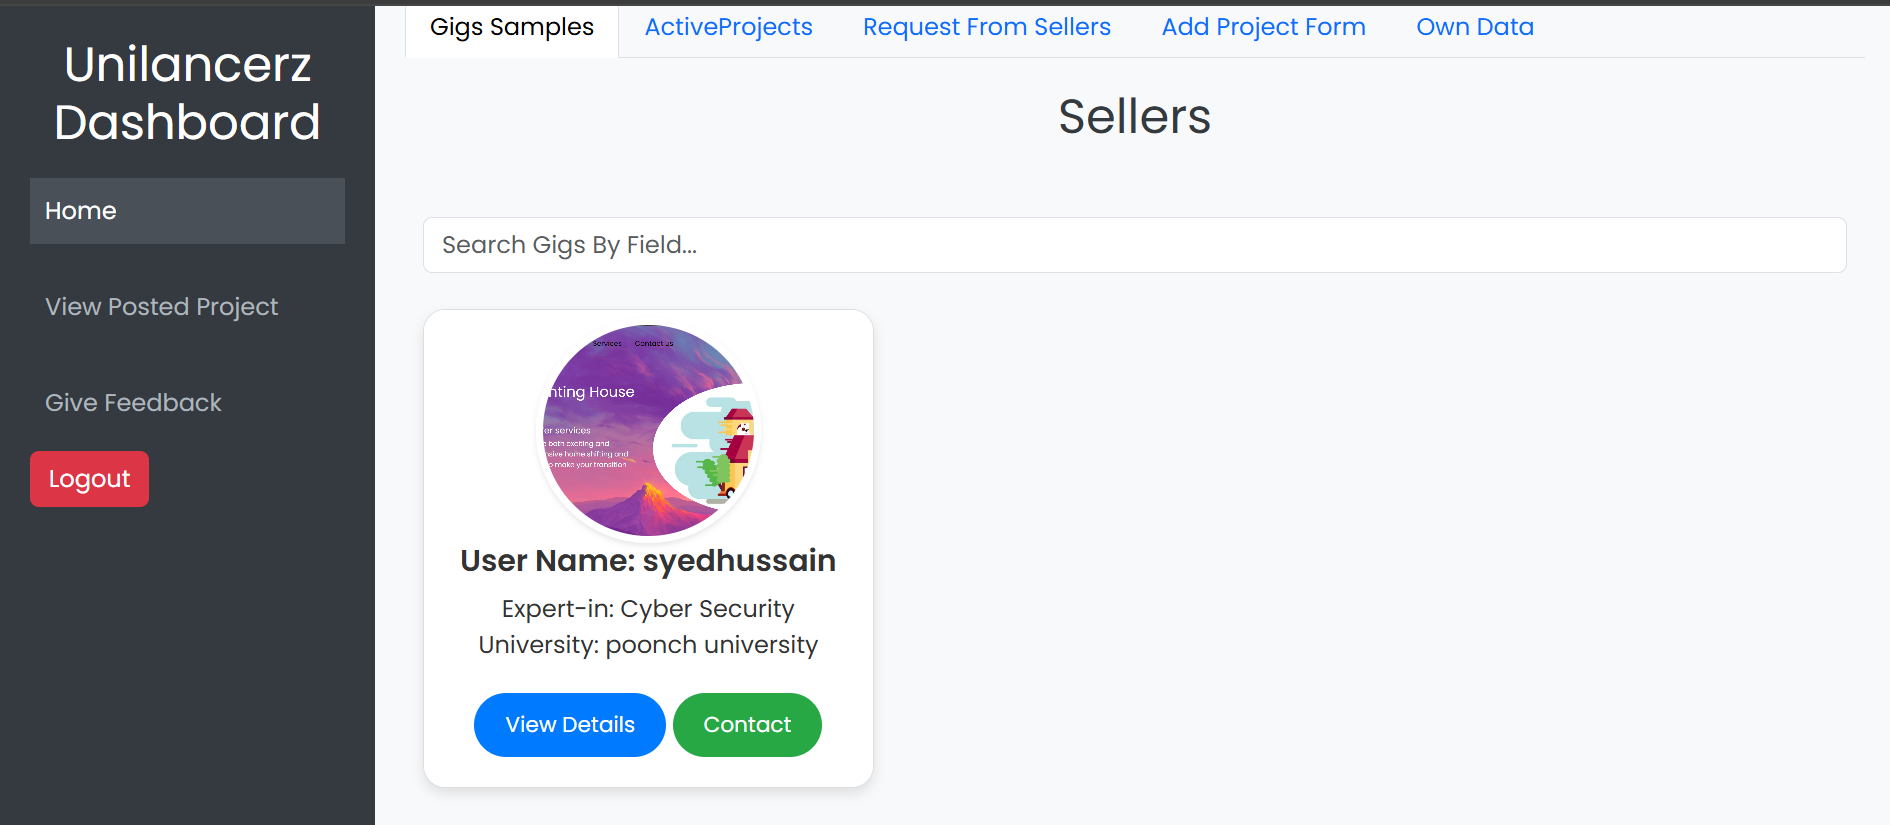 Unilancerz
Dashboard
Home
View Posted Project
Give Feedback
Logout
Gigs Samples
ActiveProjects
Request From Sellers
Add Project Form
Own Data
Sellers
Search Gigs By Field...
Services
Contact us
nting House
er services
both exciting and
sive home shifting and
o make your transition
User Name: syedhussain
Expert-in: Cyber Security
University: poonch university
View Details
Contact